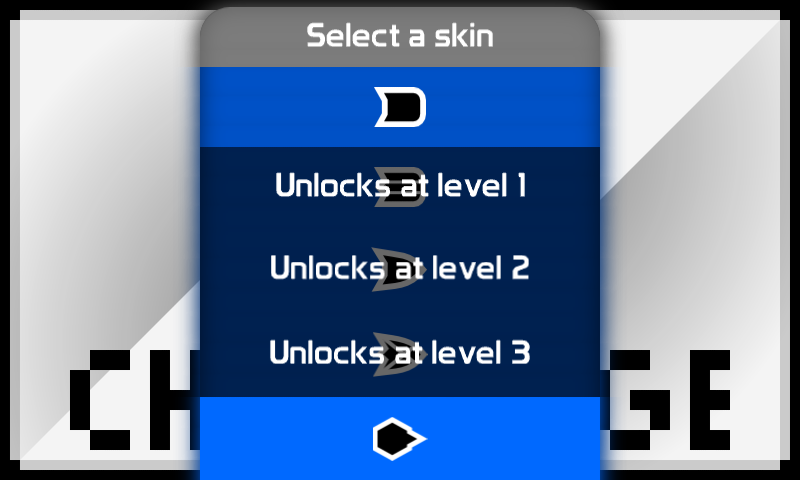 Select a skin
Unlocks at level 1
Unlocks at level 2
Unlocks at level 3